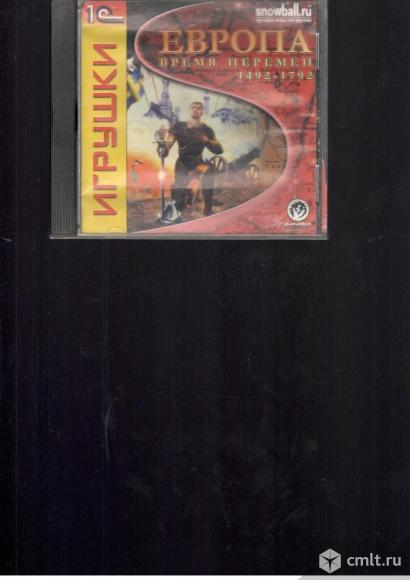 1С
snowball.ru
ИГРУШКИ
ЕВРОПА
ВРЕМЯ ПЕРЕМЕН
1492-1792
cmlt.ru